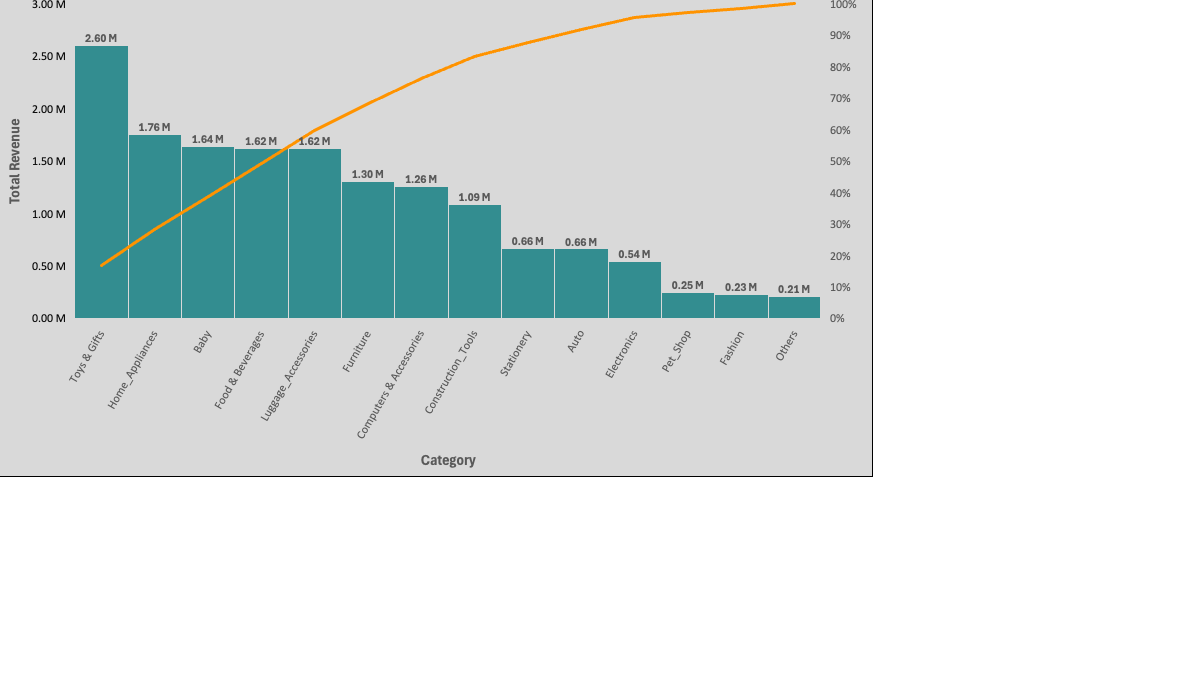 3.00 M
2.50 M
2.00 M
1.50 M
1.00 M
0.50 M
0.00 M
Total Revenue
2.60 M
1.76 M
1.64 M
1.62 M
1.62 M
1.30 M
1.26 M
1.09 M
0.66 M
0.66 M
0.54 M
0.25 M
0.23 M
0.21 M
100%
90%
80%
70%
60%
50%
40%
30%
20%
10%
0%
Toys & Gifts
Home_Appliances
Baby
Food & Beverages
Luggage_Accessories
Furniture
Computers & Accessories
Construction_Tools
Stationery
Auto
Electronics
Pet_Shop
Fashion
Others
Category